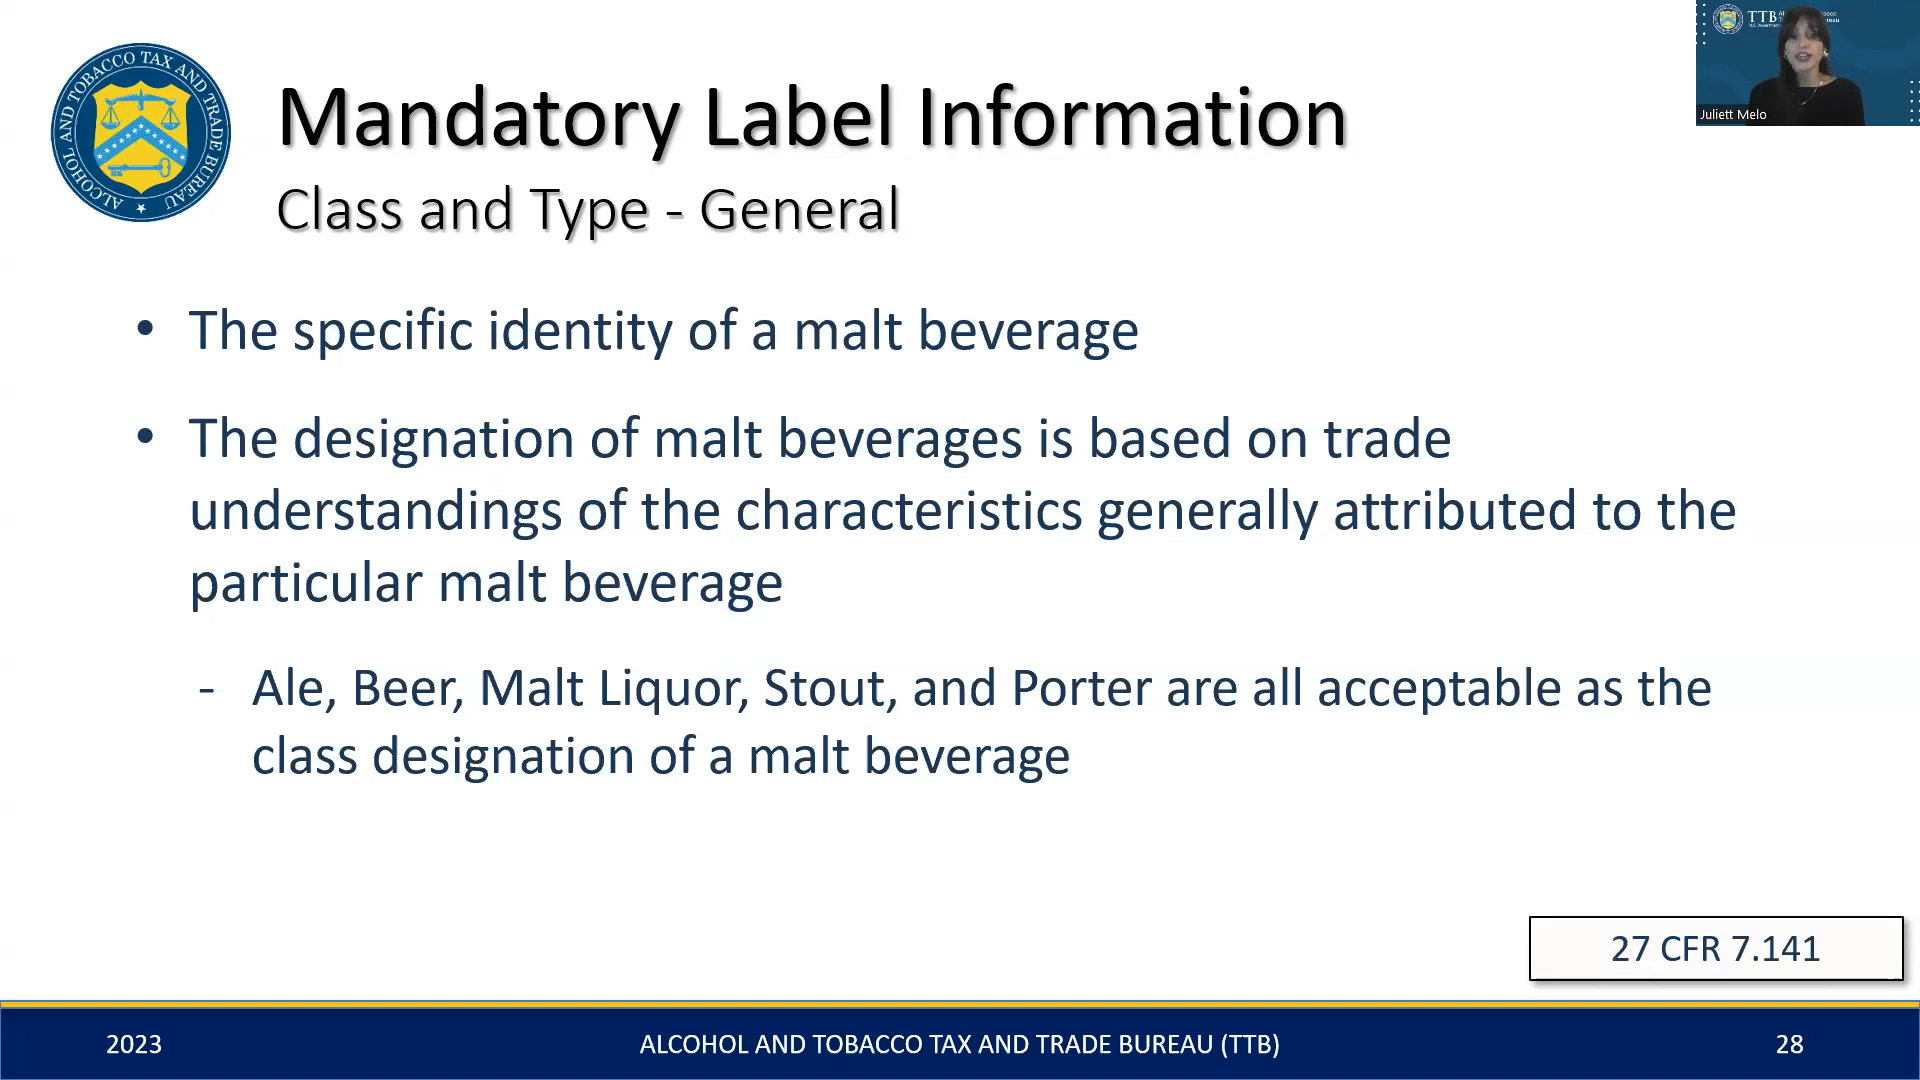 ALCOHOL AND TOBACCO TAX AND TRADE BUREAU
Mandatory Label Information
Class and Type - General
TTB
Juliett Melo
• The specific identity of a malt beverage
• The designation of malt beverages is based on trade
understandings of the characteristics generally attributed to the
particular malt beverage
- Ale, Beer, Malt Liquor, Stout, and Porter are all acceptable as the
class designation of a malt beverage
27 CFR 7.141
2023
ALCOHOL AND TOBACCO TAX AND TRADE BUREAU (TTB)
28